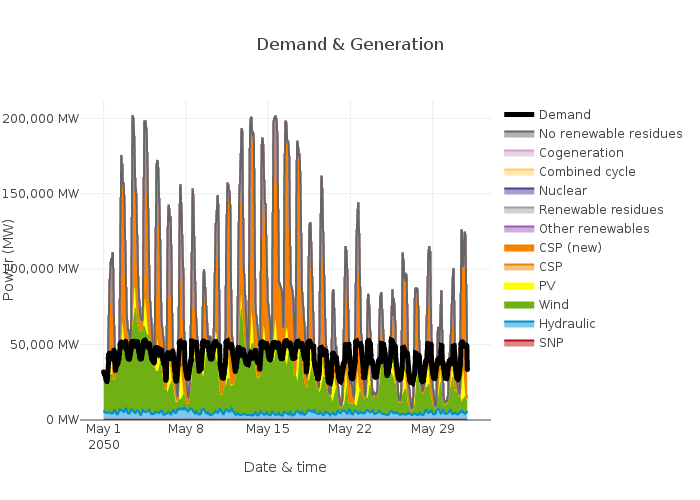 Demand & Generation
200,000 MW
150,000 MW
100,000 MW
50,000 MW
0 MW
Power (MW)
May 1
2050
May 8
May 15
May 22
May 29
Date & time
Demand
No renewable residues
Cogeneration
Combined cycle
Nuclear
Renewable residues
Other renewables
CSP (new)
CSP
PV
Wind
Hydraulic
SNP